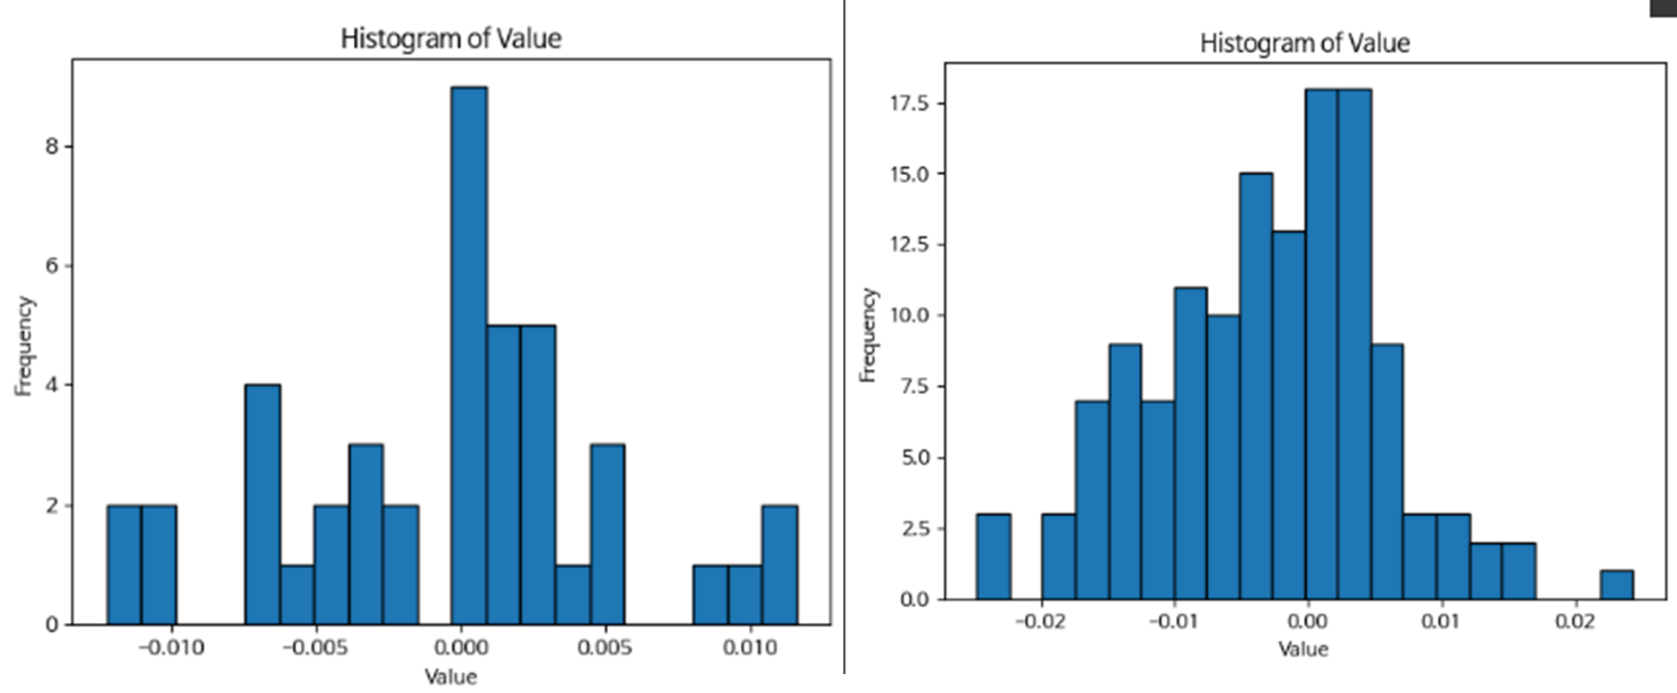 Histogram of Value
8
6
4
2
0
Frequency
−0.010 −0.005 0.000 0.005 0.010
Value
Histogram of Value
17.5
15.0
12.5
10.0
7.5
5.0
2.5
0.0
Frequency
−0.02 −0.01 0.00 0.01 0.02
Value